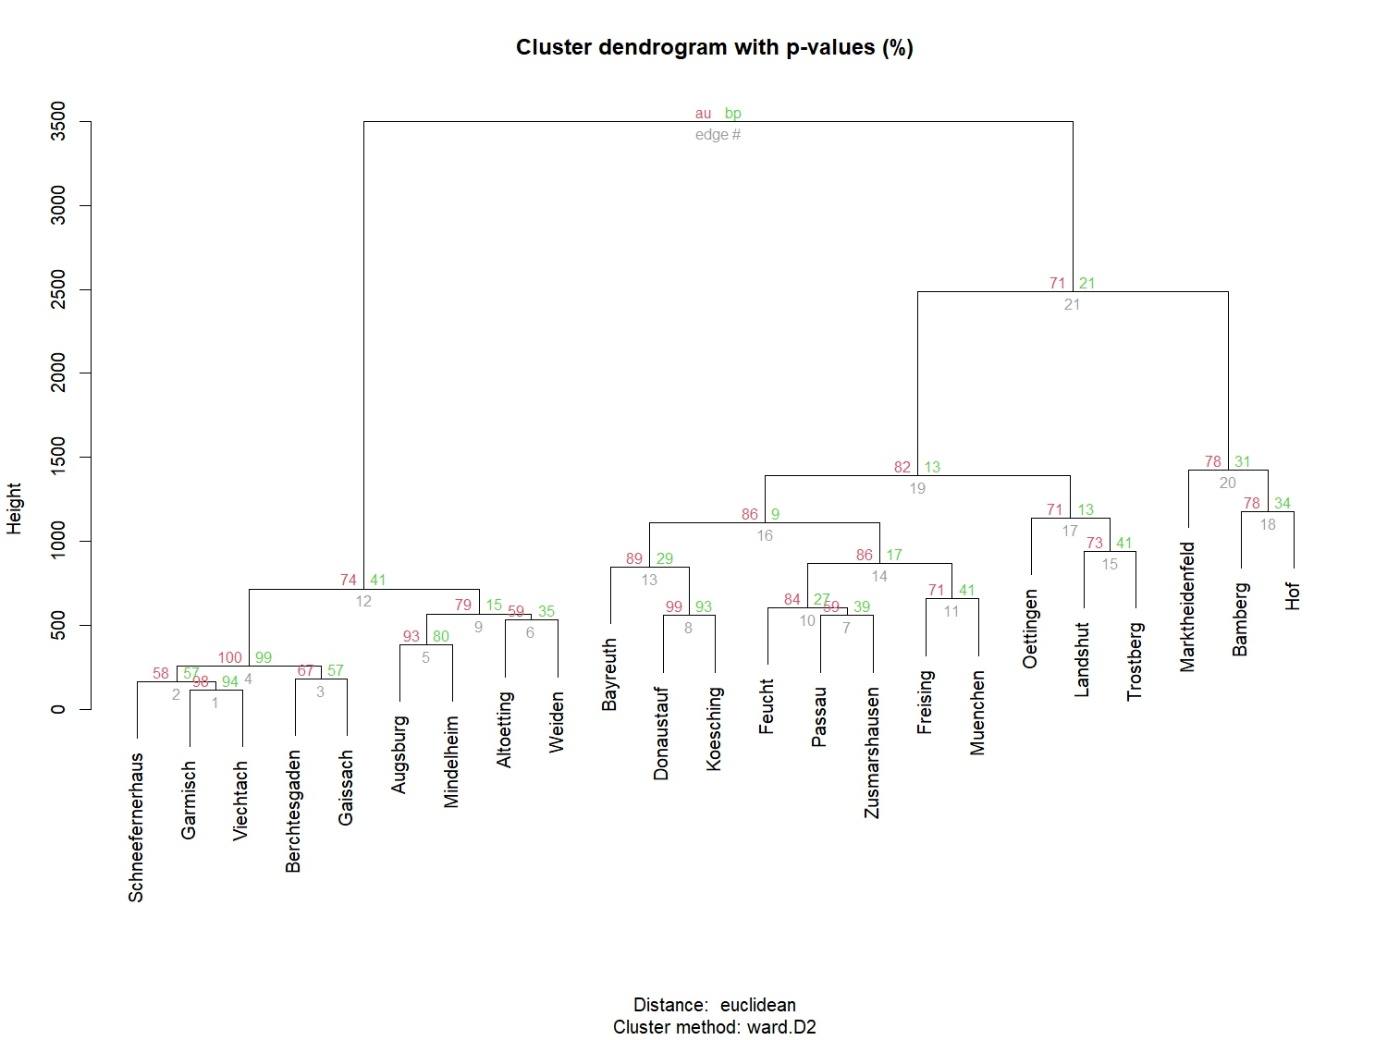 Cluster dendrogram with p-values (%)
au bp
edge #
3500
3000
2500
2000
1500
1000
500
0
Height
71 21
21
82 13
19
78 31
20
78 34
18
86 9
16
71 13
17
73 41
15
89 29
13
86 17
14
99 93
8
84 27
10
59 39
7
71 41
11
74 41
12
79 15
9
59 35
6
93 80
5
100 99
4
58 57
2
98 94
1
67 57
3
Schneefernerhaus
Garmisch
Viechtach
Berchtesgaden
Gaissach
Augsburg
Mindelheim
Altoetting
Weiden
Bayreuth
Donaustauf
Koesching
Feucht
Passau
Zusmarshausen
Freising
Muenchen
Oettingen
Landshut
Trostberg
Marktheidenfeld
Bamberg
Hof
Distance: euclidean
Cluster method: ward.D2